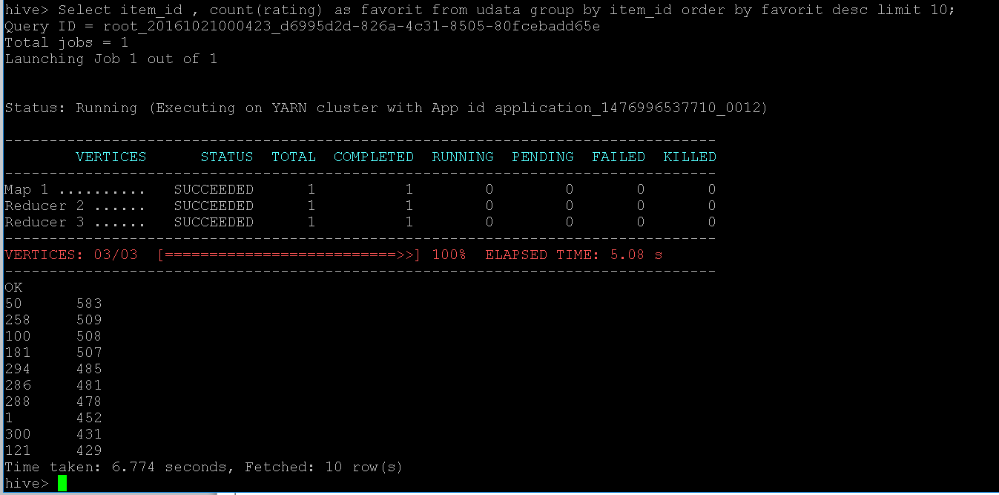 hive> Select item_id , count(rating) as favorit from udata group by item_id order by favorit desc limit 10;
Query ID = root_20161021000423_d6995d2d-826a-4c31-8505-80fcebadd65e
Total jobs = 1
Launching Job 1 out of 1
Status: Running (Executing on YARN cluster with App id application_1476996537710_0012)
--------------------------------------------------------------------------------
        VERTICES      STATUS  TOTAL  COMPLETED  RUNNING  PENDING  FAILED  KILLED
--------------------------------------------------------------------------------
Map 1 ..........   SUCCEEDED      1          1        0        0       0       0
Reducer 2 ......   SUCCEEDED      1          1        0        0       0       0
Reducer 3 ......   SUCCEEDED      1          1        0        0       0       0
--------------------------------------------------------------------------------
VERTICES: 03/03  [==========================>>] 100%  ELAPSED TIME: 5.08 s
--------------------------------------------------------------------------------
OK
50      583
258     509
100     508
181     507
294     485
286     481
288     478
1       452
300     431
121     429
Time taken: 6.774 seconds, Fetched: 10 row(s)
hive>